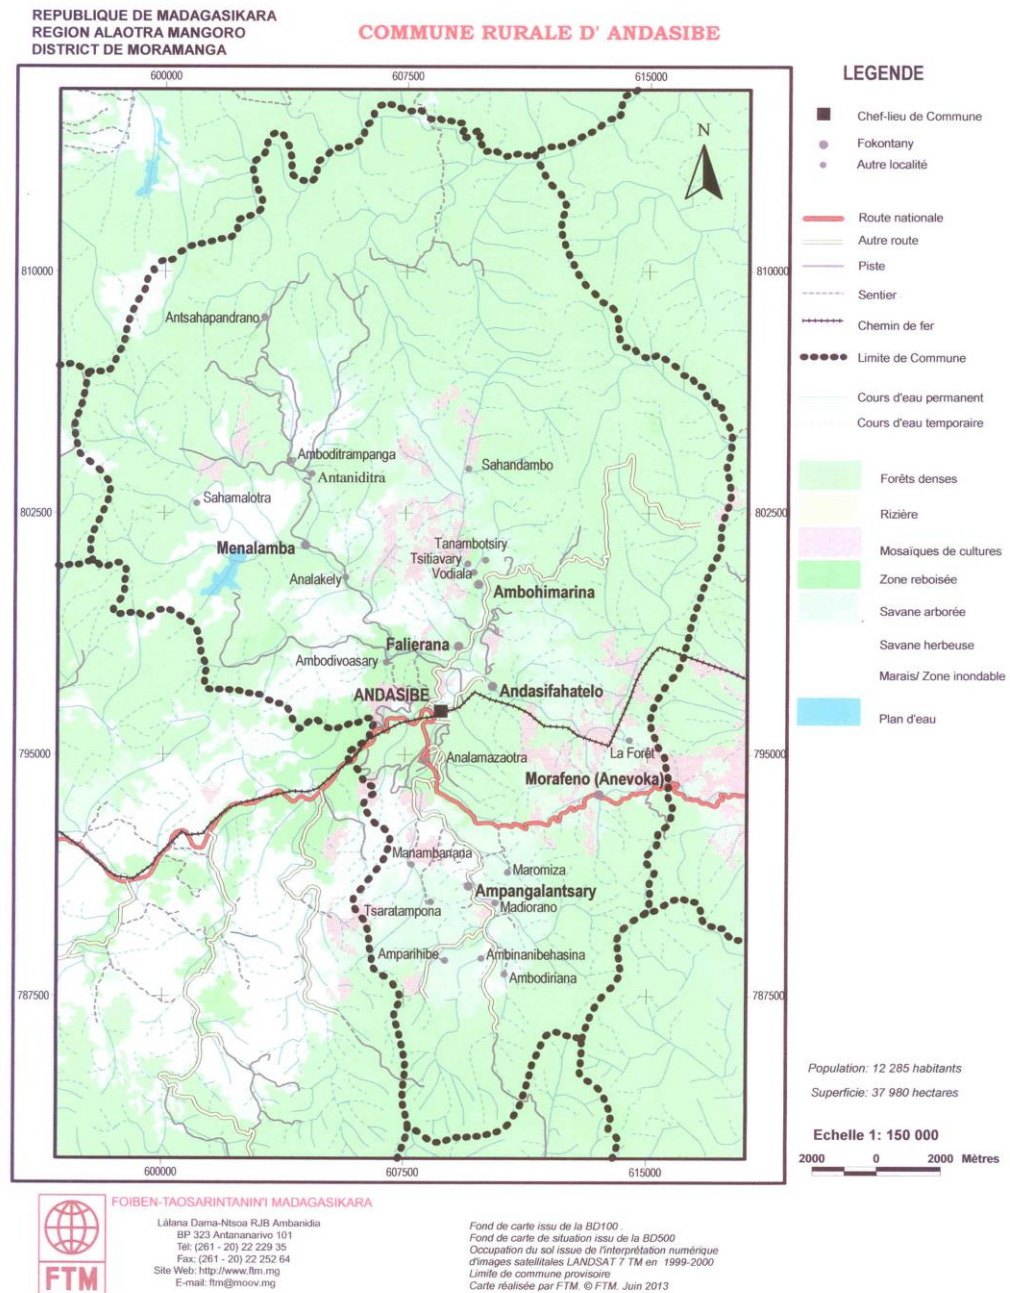 REPUBLIQUE DE MADAGASIKARA
REGION ALAOTRA MANGORO
DISTRICT DE MORAMANGA
COMMUNE RURALE D' ANDASIBE
600000
607500
615000
N
810000
810000
Antsahapandrano
Amboditrampanga
Antaniditra
Sahandambo
Sahamalotra
802500
802500
Menalamba
Tanambotsiry
Tsitiavary
Vodiala
Analakely
Ambohimarina
Falierana
Ambodivoasary
ANDASIBE
Andasifahatelo
795000
795000
La Forêt
Analamazaotra
Morafeno (Anevoka)
Manambanana
Maromiza
Ampangalantsary
Tsaratampona
Madiorano
Amparihibe
Ambinanibehasina
Ambodiriana
787500
787500
600000
607500
615000
LEGENDE
Chef-lieu de Commune
Fokontany
Autre localité
Route nationale
Autre route
Piste
Sentier
Chemin de fer
Limite de Commune
Cours d'eau permanent
Cours d'eau temporaire
Forêts denses
Rizière
Mosaïques de cultures
Zone reboisée
Savane arborée
Savane herbeuse
Marais/ Zone inondable
Plan d'eau
Population: 12 285 habitants
Superficie: 37 980 hectares
Echelle 1: 150 000
2000 0 2000 Mètres
FTM
FOIBEN-TAOSARINTANIN'I MADAGASIKARA
Làlana Dama-Ntsoa RJB Ambanidia
BP 323 Antananarivo 101
Tél: (261 - 20) 22 229 35
Fax: (261 - 20) 22 252 64
Site Web: http://www.ftm.mg
E-mail: ftm@moov.mg
Fond de carte issu de la BD100 .
Fond de carte de situation issu de la BD500
Occupation du sol issue de l'interprétation numérique
d'images satellitales LANDSAT 7 TM en 1999-2000
Limite de commune provisoire
Carte réalisée par FTM. © FTM. Juin 2013